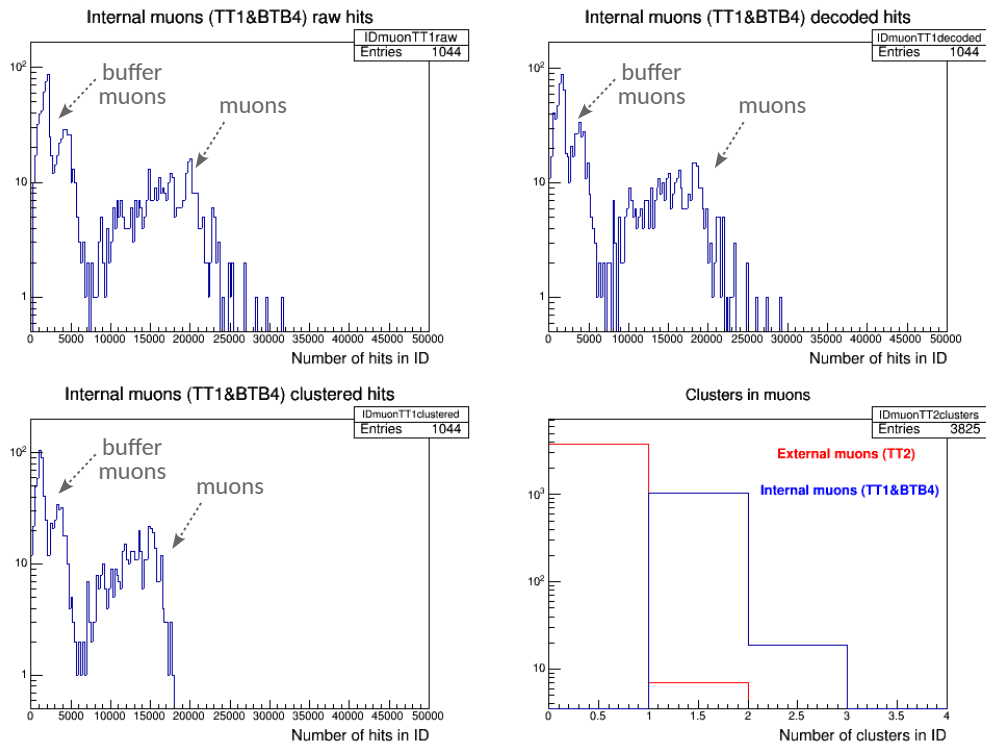 Internal muons (TT1&BTB4) raw hits
IDmuonTT1raw
Entries 1044
10²
10
1
buffer
muons
muons
0 5000 10000 15000 20000 25000 30000 35000 40000 45000 50000
Number of hits in ID
Internal muons (TT1&BTB4) decoded hits
IDmuonTT1decoded
Entries 1044
10²
10
1
buffer
muons
muons
0 5000 10000 15000 20000 25000 30000 35000 40000 45000 50000
Number of hits in ID
Internal muons (TT1&BTB4) clustered hits
IDmuonTT1clustered
Entries 1044
10²
10
1
buffer
muons
muons
0 5000 10000 15000 20000 25000 30000 35000 40000 45000 50000
Number of hits in ID
Clusters in muons
IDmuonTT2clusters
Entries 3825
External muons (TT2)
Internal muons (TT1&BTB4)
10³
10²
10
0 0.5 1 1.5 2 2.5 3 3.5 4
Number of clusters in ID